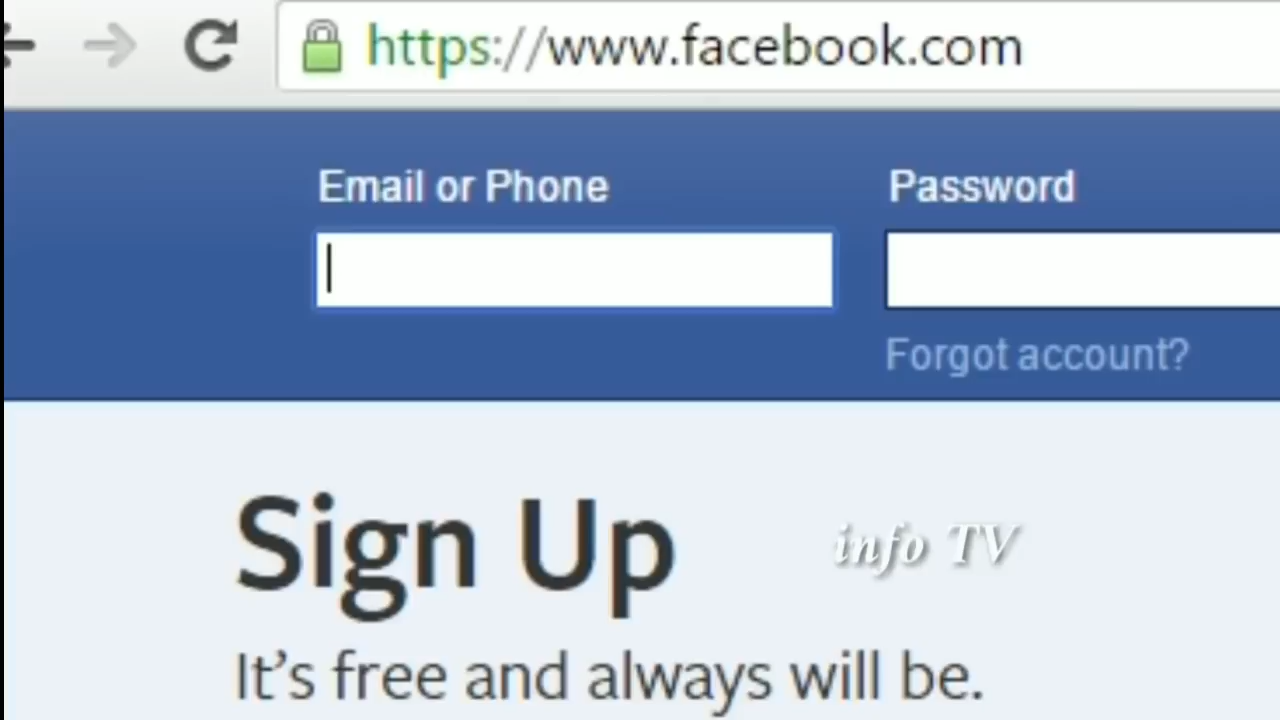 https://www.facebook.com
Email or Phone
Password
Forgot account?
Sign Up
info TV
It’s free and always will be.